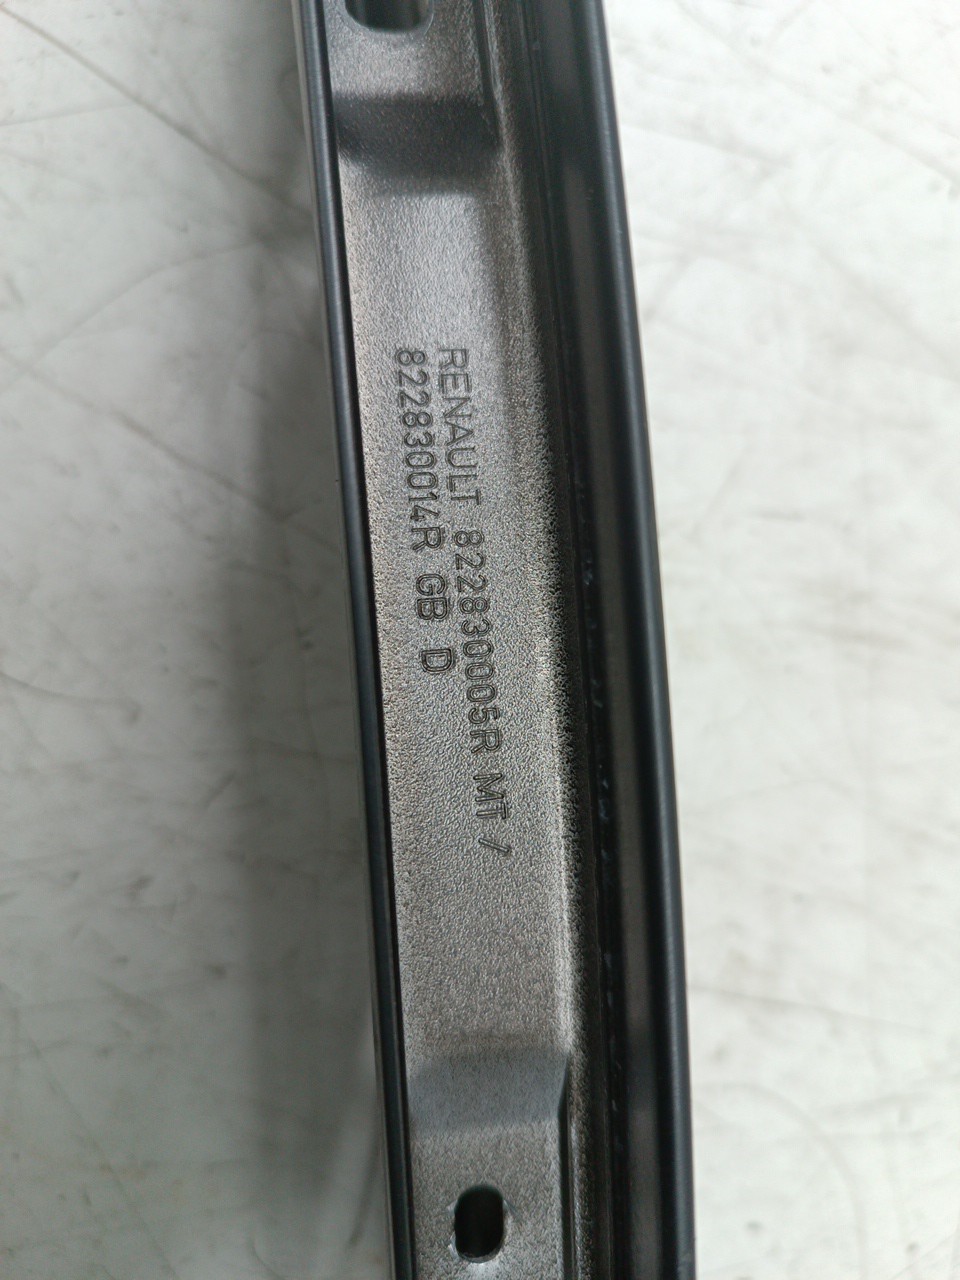 RENAULT 822830005R MT /
822830014R GB D